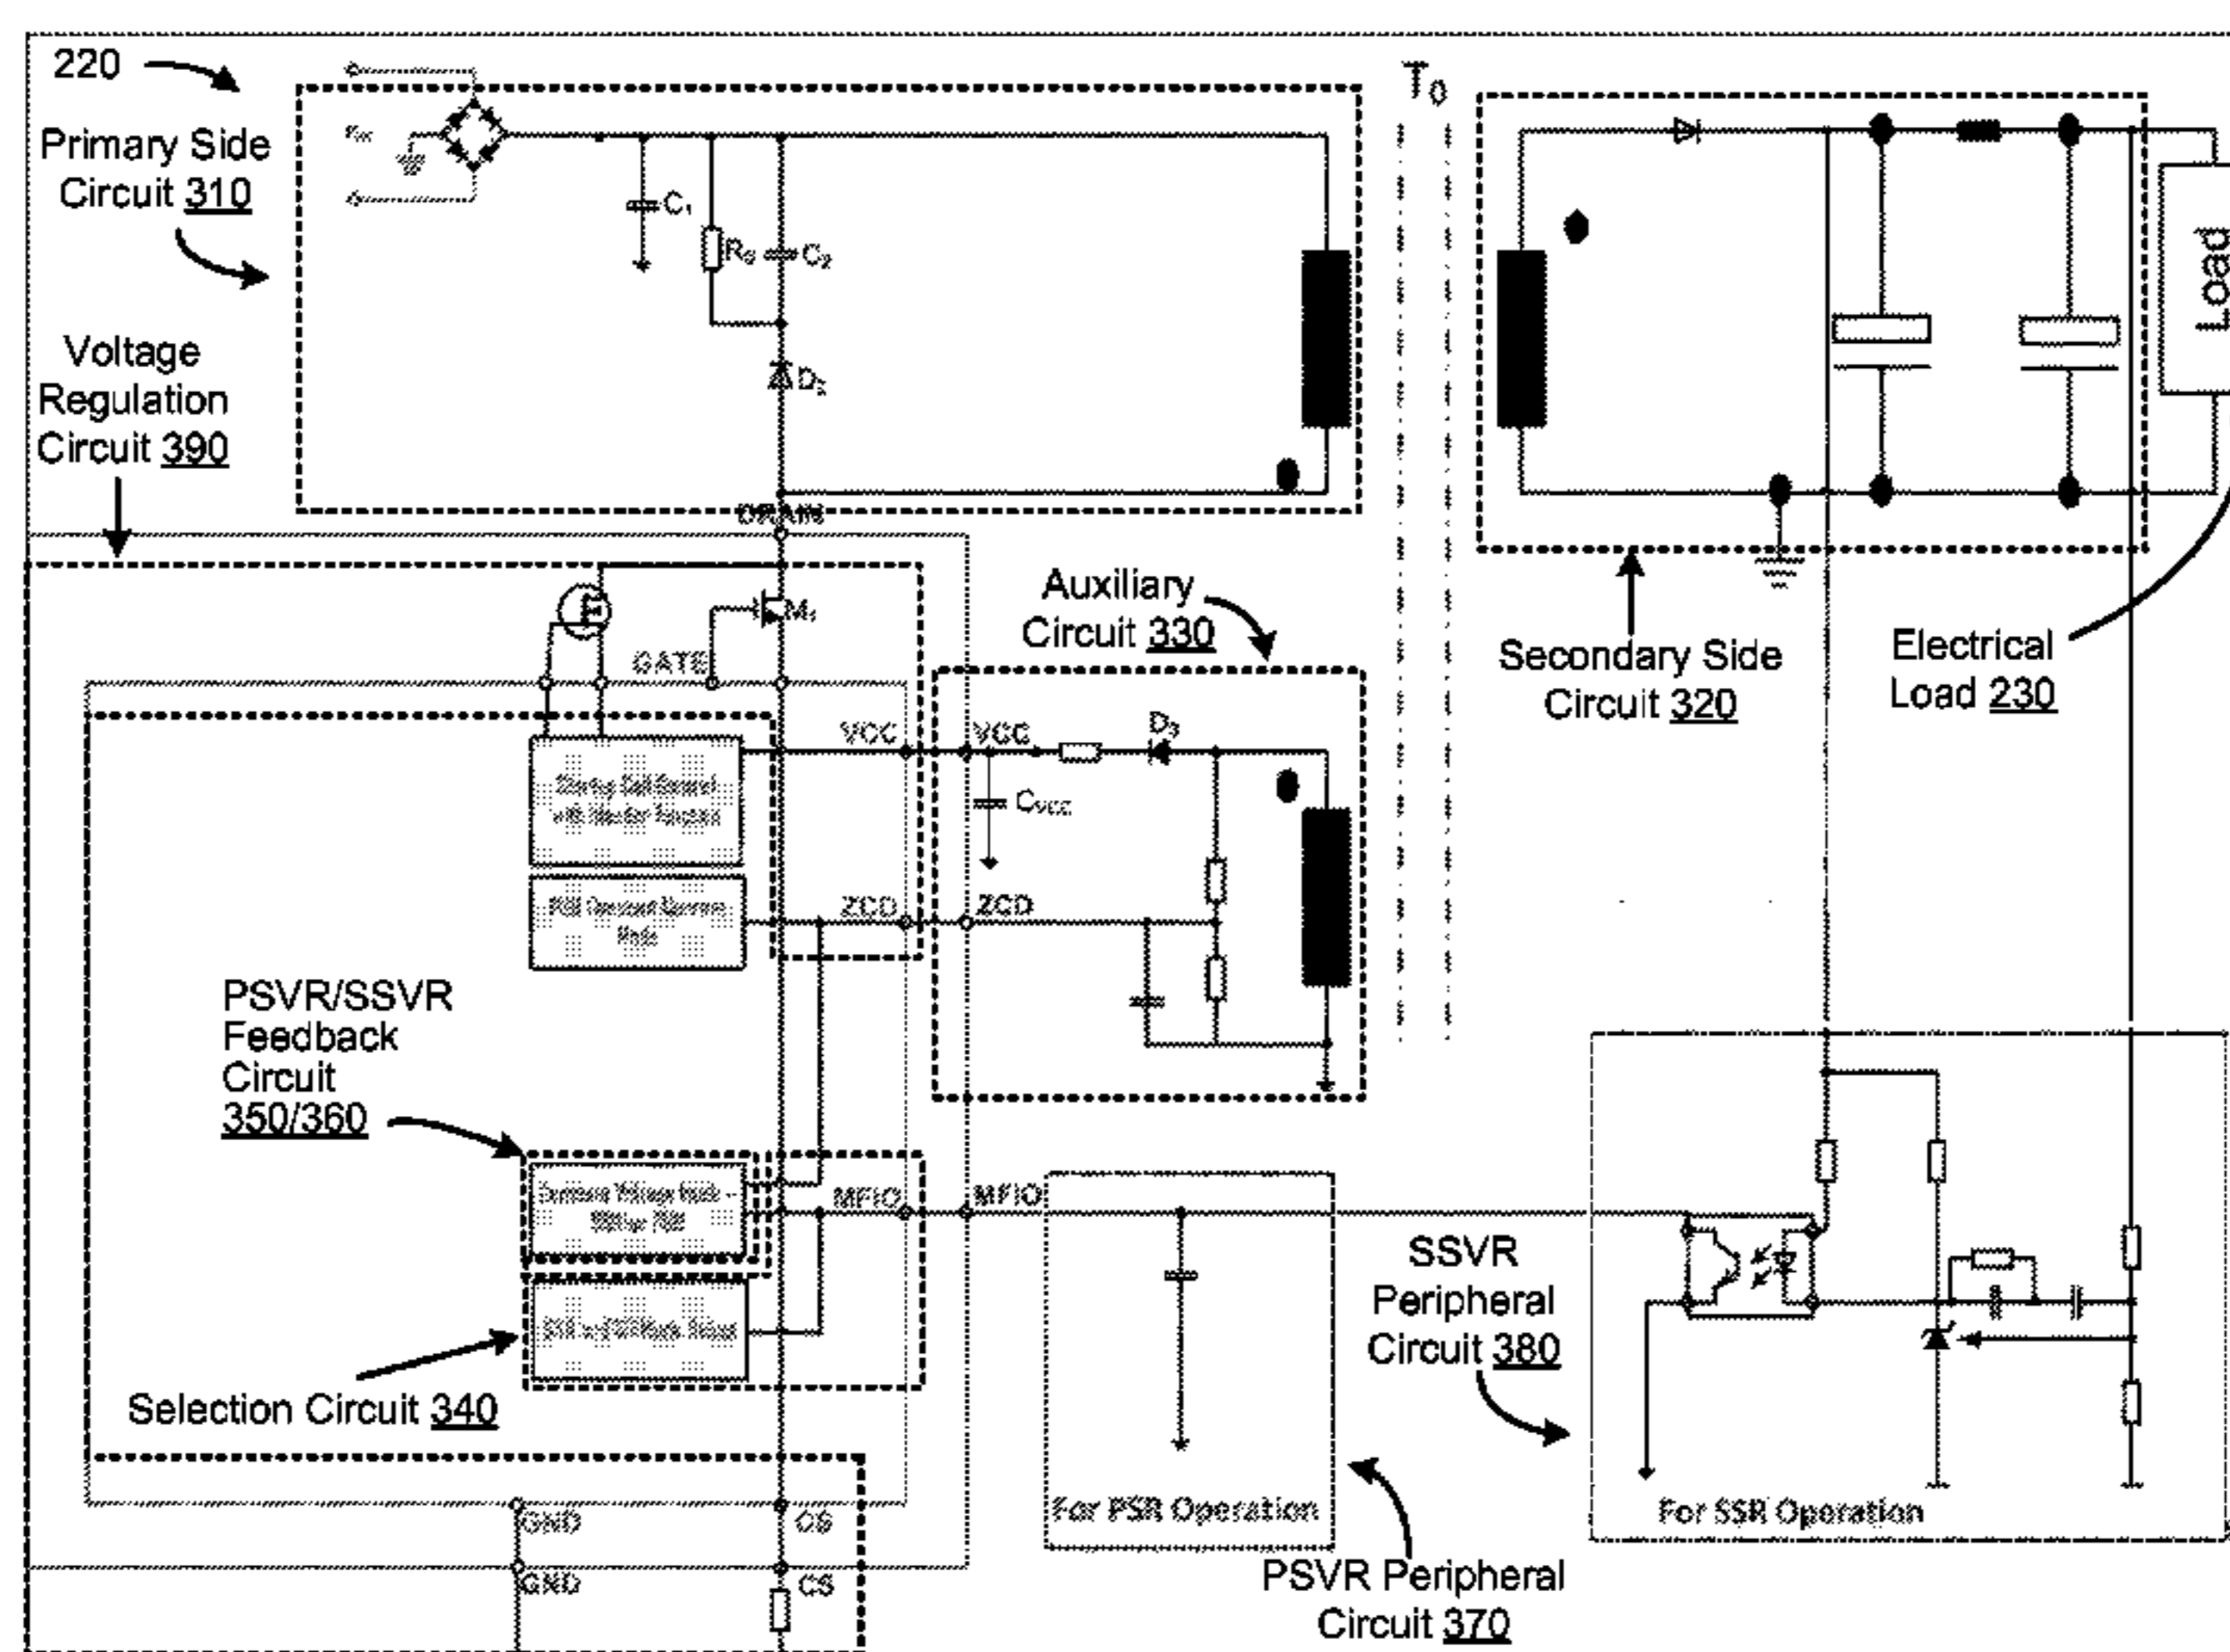 220
T0
Primary Side
Circuit 310
C1
R0
C2
Load
Voltage
Regulation
Circuit 390
DRAIN
M1
GATE
Auxiliary
Circuit 330
Secondary Side
Circuit 320
Electrical
Load 230
VCC
VCC
D3
CVCC
ZCD
ZCD
PSVR/SSVR
Feedback
Circuit
350/360
MFIO
MFIO
SSVR
Peripheral
Circuit 380
Selection Circuit 340
For PSR Operation
For SSR Operation
GND
CS
GND
CS
PSVR Peripheral
Circuit 370